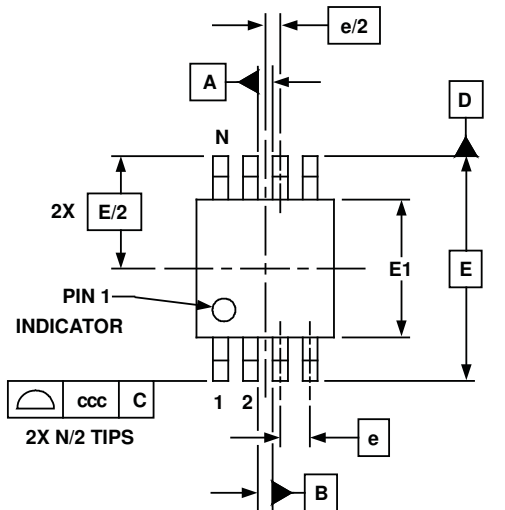 e/2
A
D
N
2X E/2
E1
E
PIN 1
INDICATOR
ccc C
1 2
2X N/2 TIPS
e
B